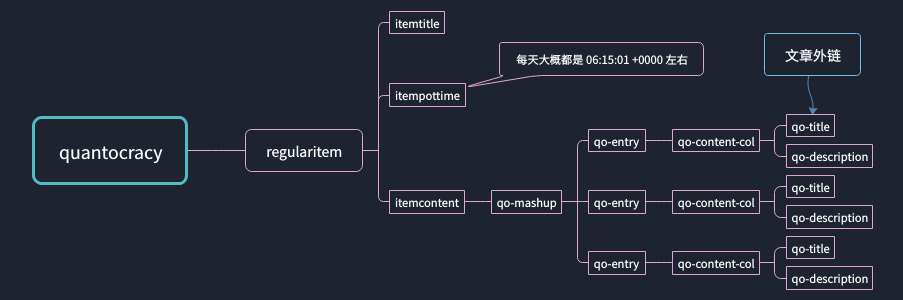 itemtitle
每天大概都是 06:15:01 +0000 左右
文章外链
itempottime
quantocracy
regularitem
qo-entry
qo-content-col
qo-title
qo-description
itemcontent
qo-mashup
qo-entry
qo-content-col
qo-title
qo-description
qo-entry
qo-content-col
qo-title
qo-description